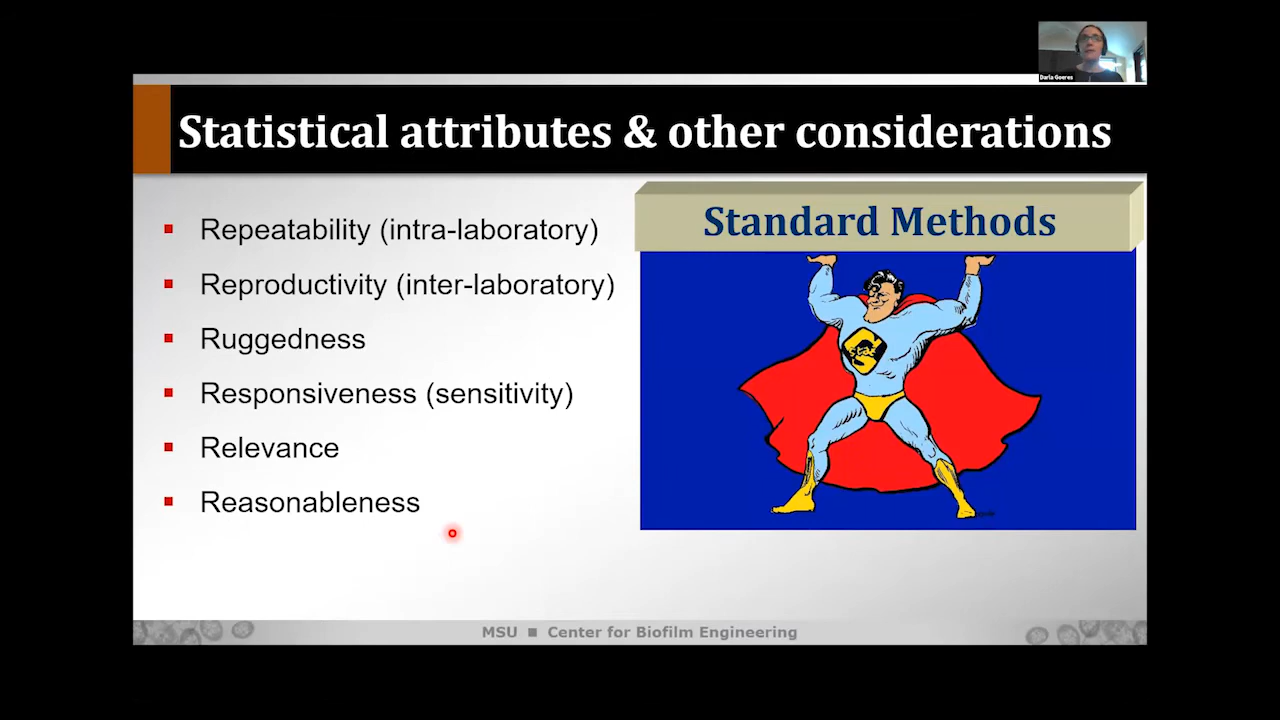 Darla Goeres
Statistical attributes & other considerations
Repeatability (intra-laboratory)
Reproductivity (inter-laboratory)
Ruggedness
Responsiveness (sensitivity)
Relevance
Reasonableness
Standard Methods
MSU ■ Center for Biofilm Engineering